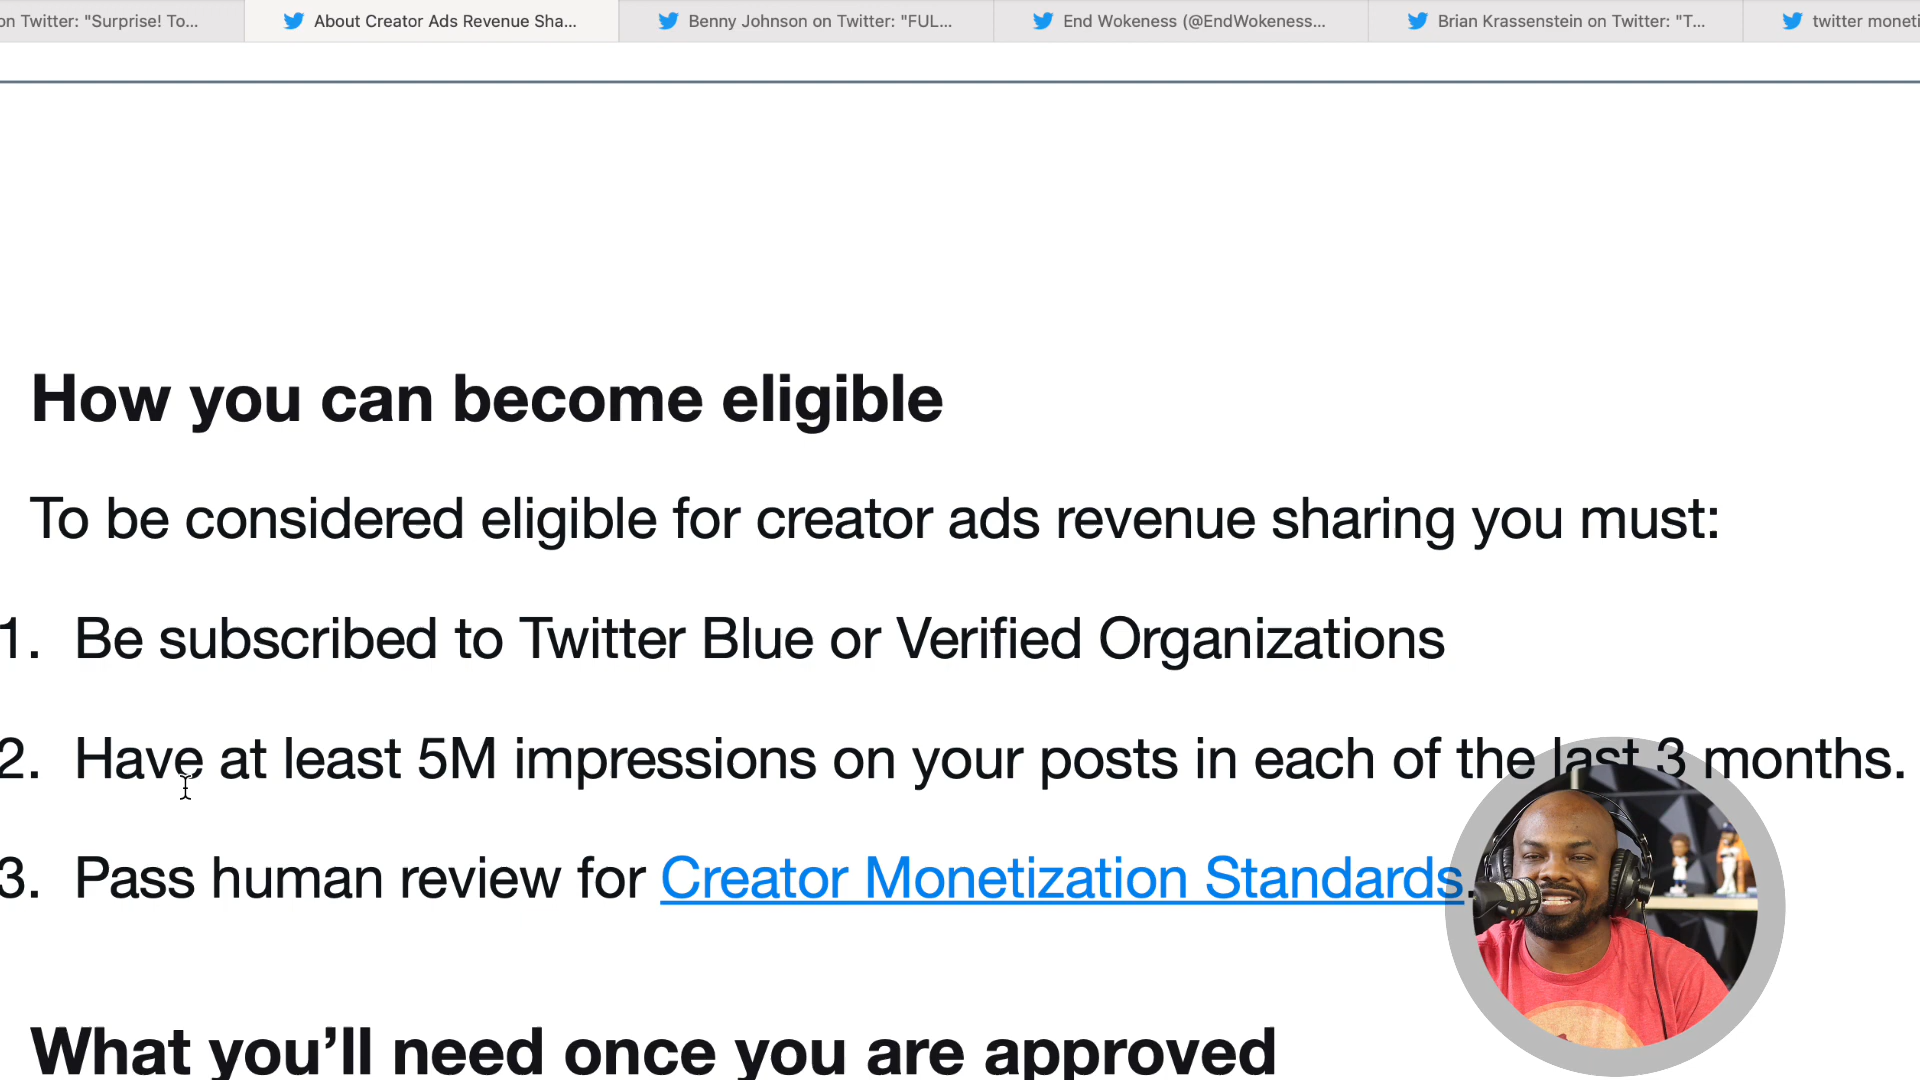 on Twitter: "Surprise! To...
About Creator Ads Revenue Sha...
Benny Johnson on Twitter: "FUL...
End Wokeness (@EndWokeness...
Brian Krassenstein on Twitter: "T...
twitter moneti
How you can become eligible
To be considered eligible for creator ads revenue sharing you must:
1. Be subscribed to Twitter Blue or Verified Organizations
2. Have at least 5M impressions on your posts in each of the last 3 months.
3. Pass human review for Creator Monetization Standards.
What you’ll need once you are approved